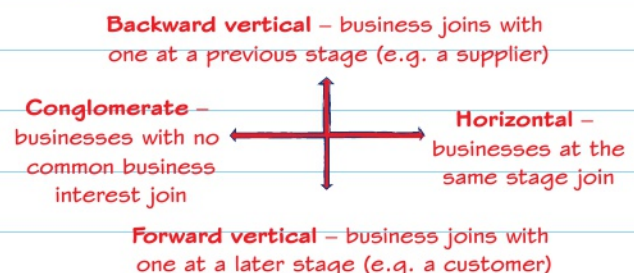 Backward vertical – business joins with
one at a previous stage (e.g. a supplier)
Conglomerate –
businesses with no
common business
interest join
Horizontal –
businesses at the
same stage join
Forward vertical – business joins with
one at a later stage (e.g. a customer)